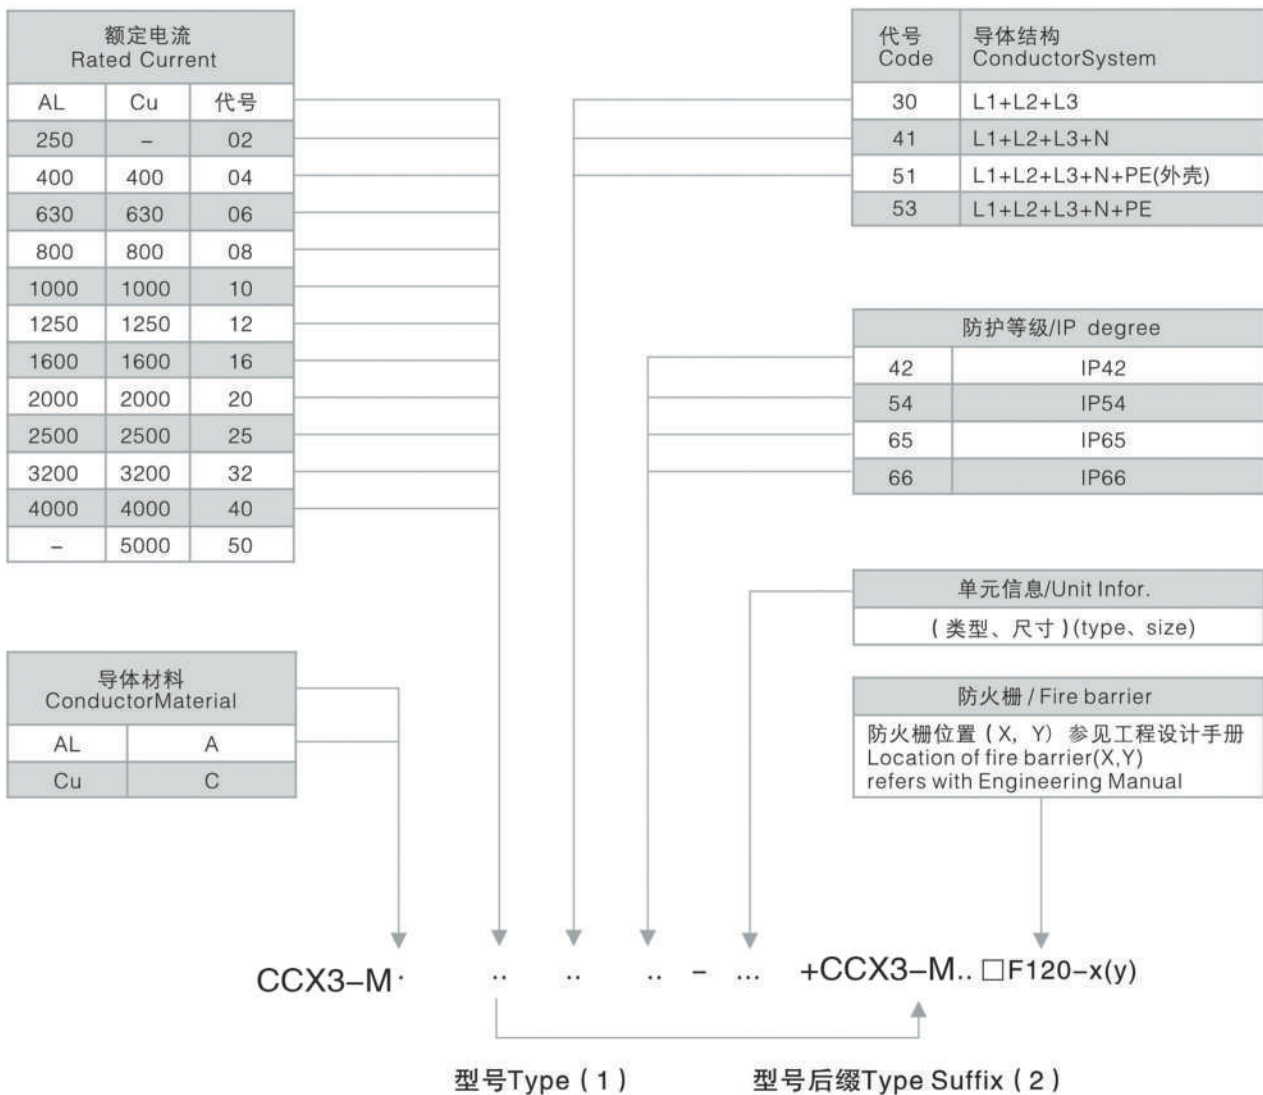 额定电流
Rated Current
AL Cu 代号
250 – 02
400 400 04
630 630 06
800 800 08
1000 1000 10
1250 1250 12
1600 1600 16
2000 2000 20
2500 2500 25
3200 3200 32
4000 4000 40
– 5000 50
导体材料
ConductorMaterial
AL A
Cu C
代号 导体结构
Code ConductorSystem
30 L1+L2+L3
41 L1+L2+L3+N
51 L1+L2+L3+N+PE(外壳)
53 L1+L2+L3+N+PE
防护等级/IP degree
42 IP42
54 IP54
65 IP65
66 IP66
单元信息/Unit Infor.
(类型、尺寸)(type、size)
防火栅 / Fire barrier
防火栅位置(X, Y) 参见工程设计手册
Location of fire barrier(X,Y)
refers with Engineering Manual
CCX3–M· .. .. .. – ... +CCX3–M.. □F120–x(y)
型号Type(1) 型号后缀Type Suffix(2)